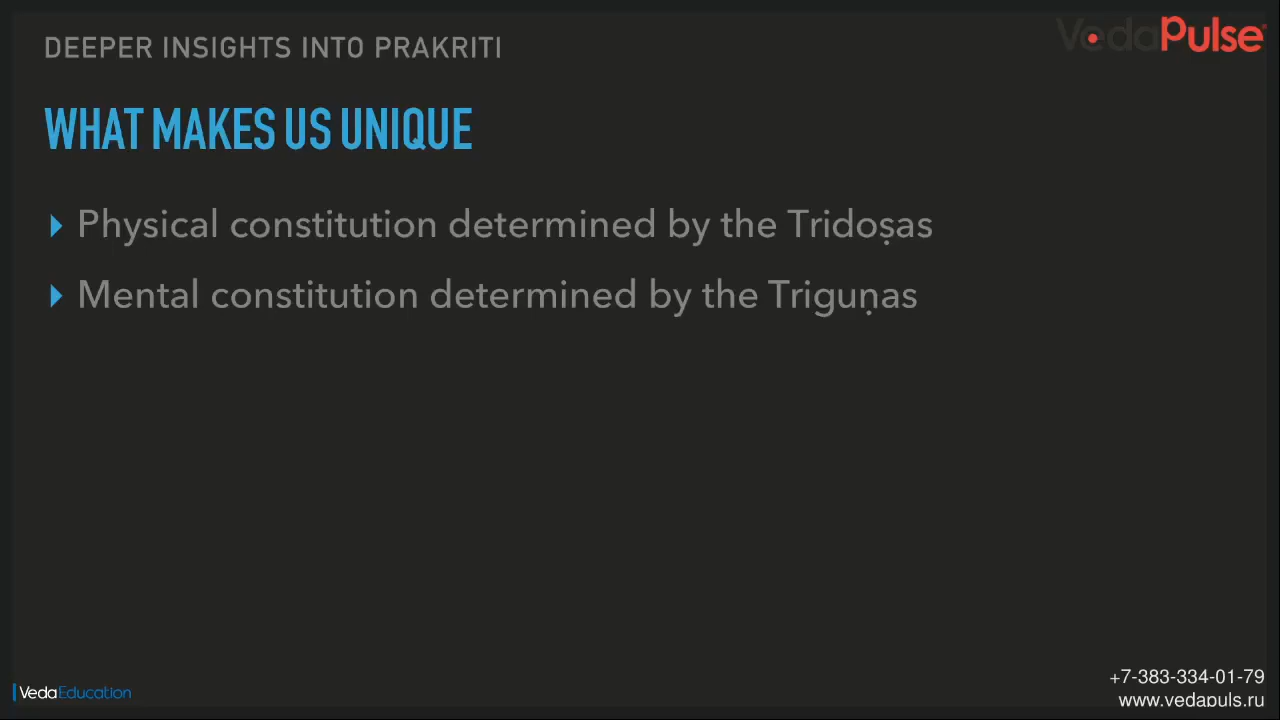 DEEPER INSIGHTS INTO PRAKRITI
VedaPulse
WHAT MAKES US UNIQUE
Physical constitution determined by the Tridoṣas
Mental constitution determined by the Triguṇas
VedaEducation
+7-383-334-01-79
www.vedapuls.ru